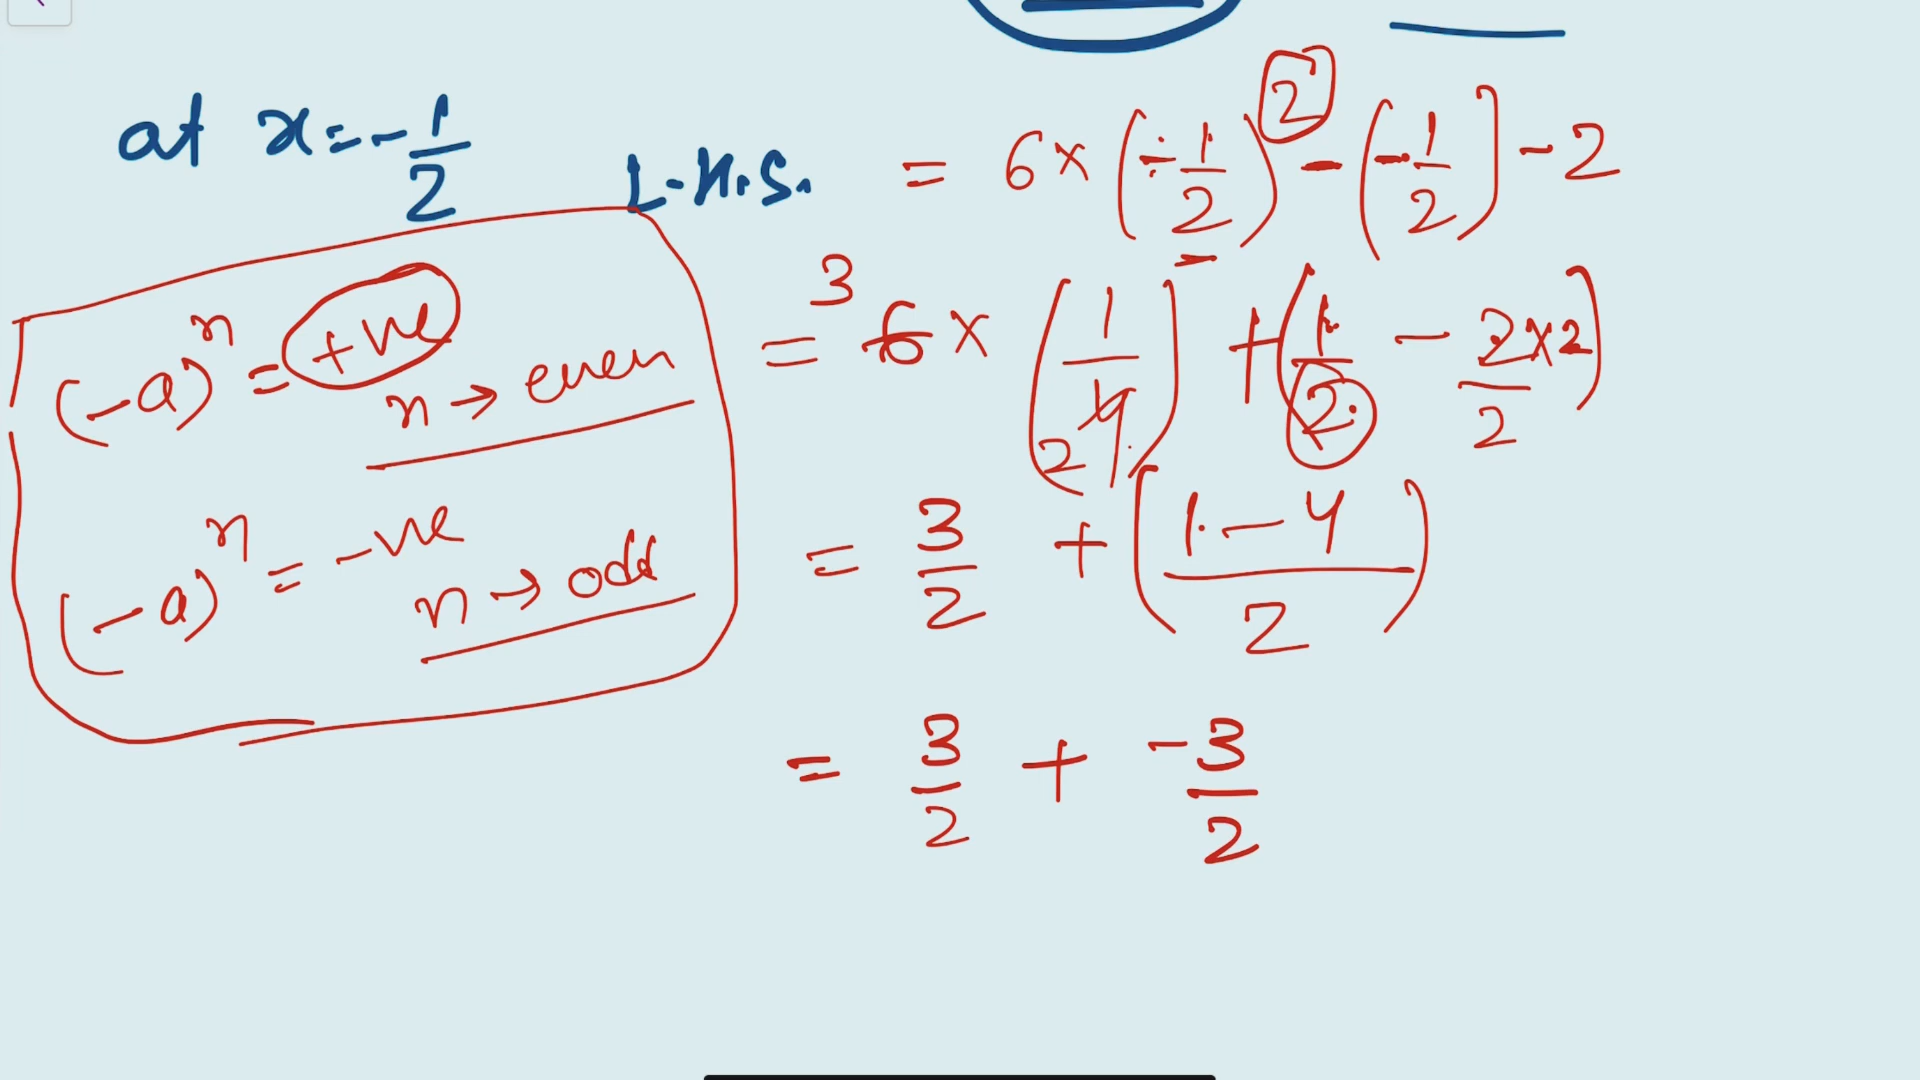 at x = -1/2
L.H.S. = 6 × (-1/2)² - (-1/2) - 2
= 6 × (1/4) + (1/2 - 2×2/2)
3
2
(-a)ⁿ = +ve
n → even
= 3/2 + (1-4/2)
(-a)ⁿ = -ve
n → odd
= 3/2 + -3/2